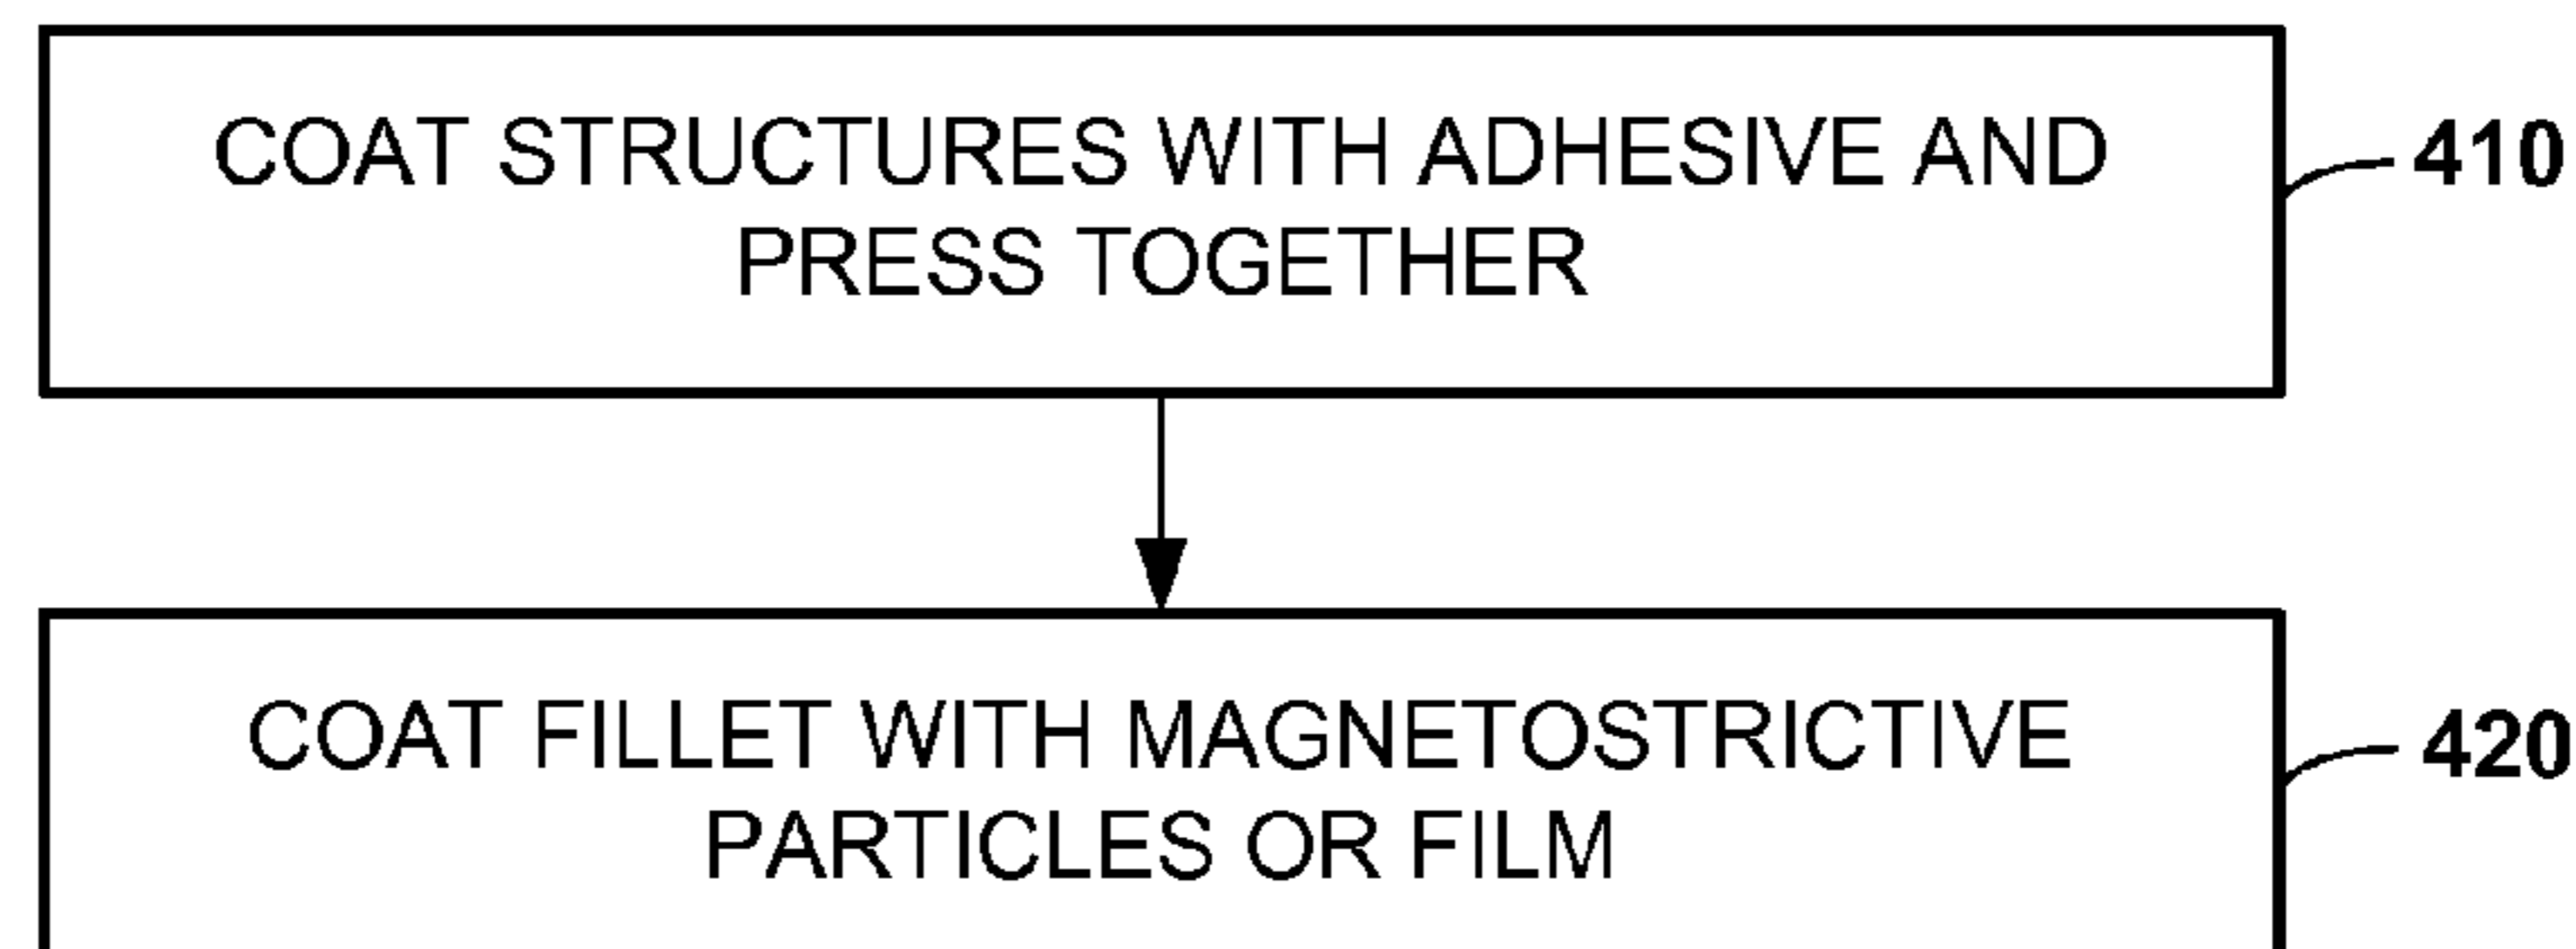 COAT STRUCTURES WITH ADHESIVE AND
PRESS TOGETHER
410
COAT FILLET WITH MAGNETOSTRICTIVE
PARTICLES OR FILM
420